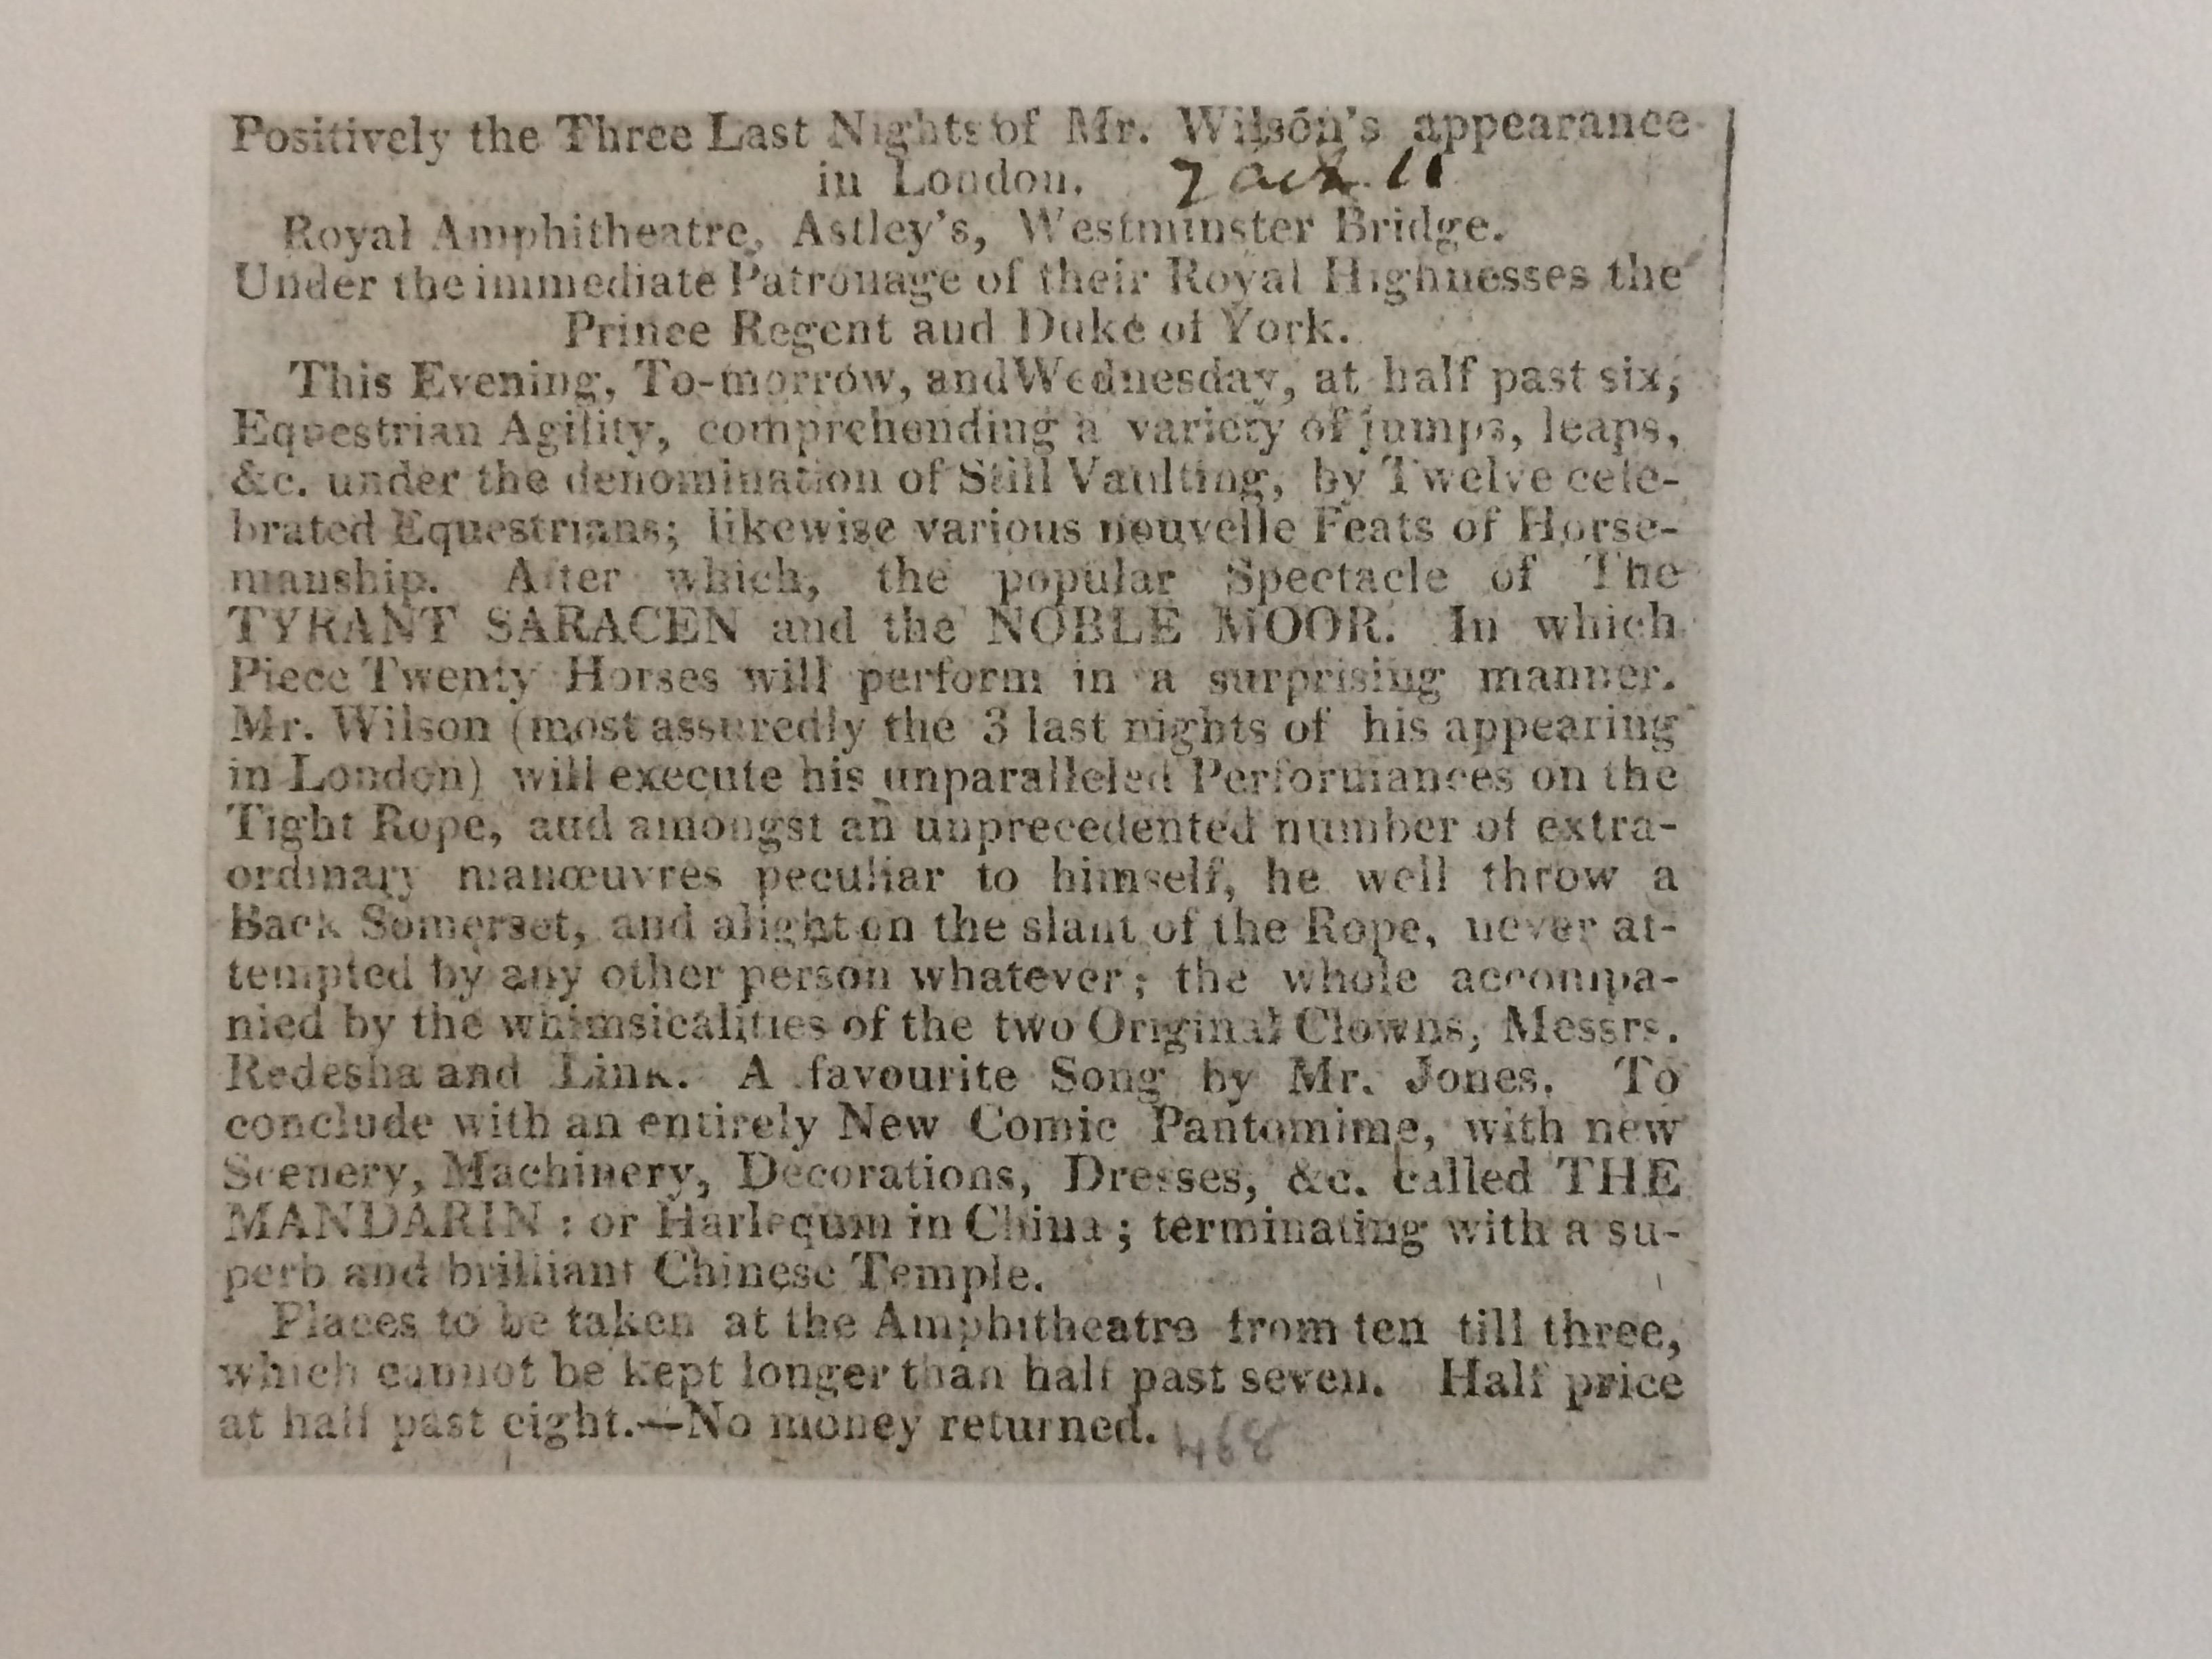 Positively the Three Last Nights of Mr. Wilson's appearance
in London. 7 Oct. 11
Royal Amphitheatre, Astley's, Westminster Bridge.
Under the immediate Patronage of their Royal Highnesses the
Prince Regent and Duke of York.
This Evening, To-morrow, and Wednesday, at half past six,
Equestrian Agility, comprehending a variety of jumps, leaps,
&c. under the denomination of Still Vaulting, by Twelve cele-
brated Equestrians; likewise various nouvelle Feats of Horse-
manship. After which, the popular Spectacle of The
TYRANT SARACEN and the NOBLE MOOR. In which
Piece Twenty Horses will perform in a surprising manner.
Mr. Wilson (most assuredly the 3 last nights of his appearing
in London) will execute his unparalleled Performances on the
Tight Rope, and amongst an unprecedented number of extra-
ordinary manœuvres peculiar to himself, he well throw a
Back Somerset, and alight on the slant of the Rope, never at-
tempted by any other person whatever; the whole accompa-
nied by the whimsicalities of the two Original Clowns, Messrs.
Redesha and Link. A favourite Song by Mr. Jones. To
conclude with an entirely New Comic Pantomime, with new
Scenery, Machinery, Decorations, Dresses, &c. called THE
MANDARIN: or Harlequin in China; terminating with a su-
perb and brilliant Chinese Temple.
Places to be taken at the Amphitheatre from ten till three,
which cannot be kept longer than half past seven. Half price
at half past eight.—No money returned. 468